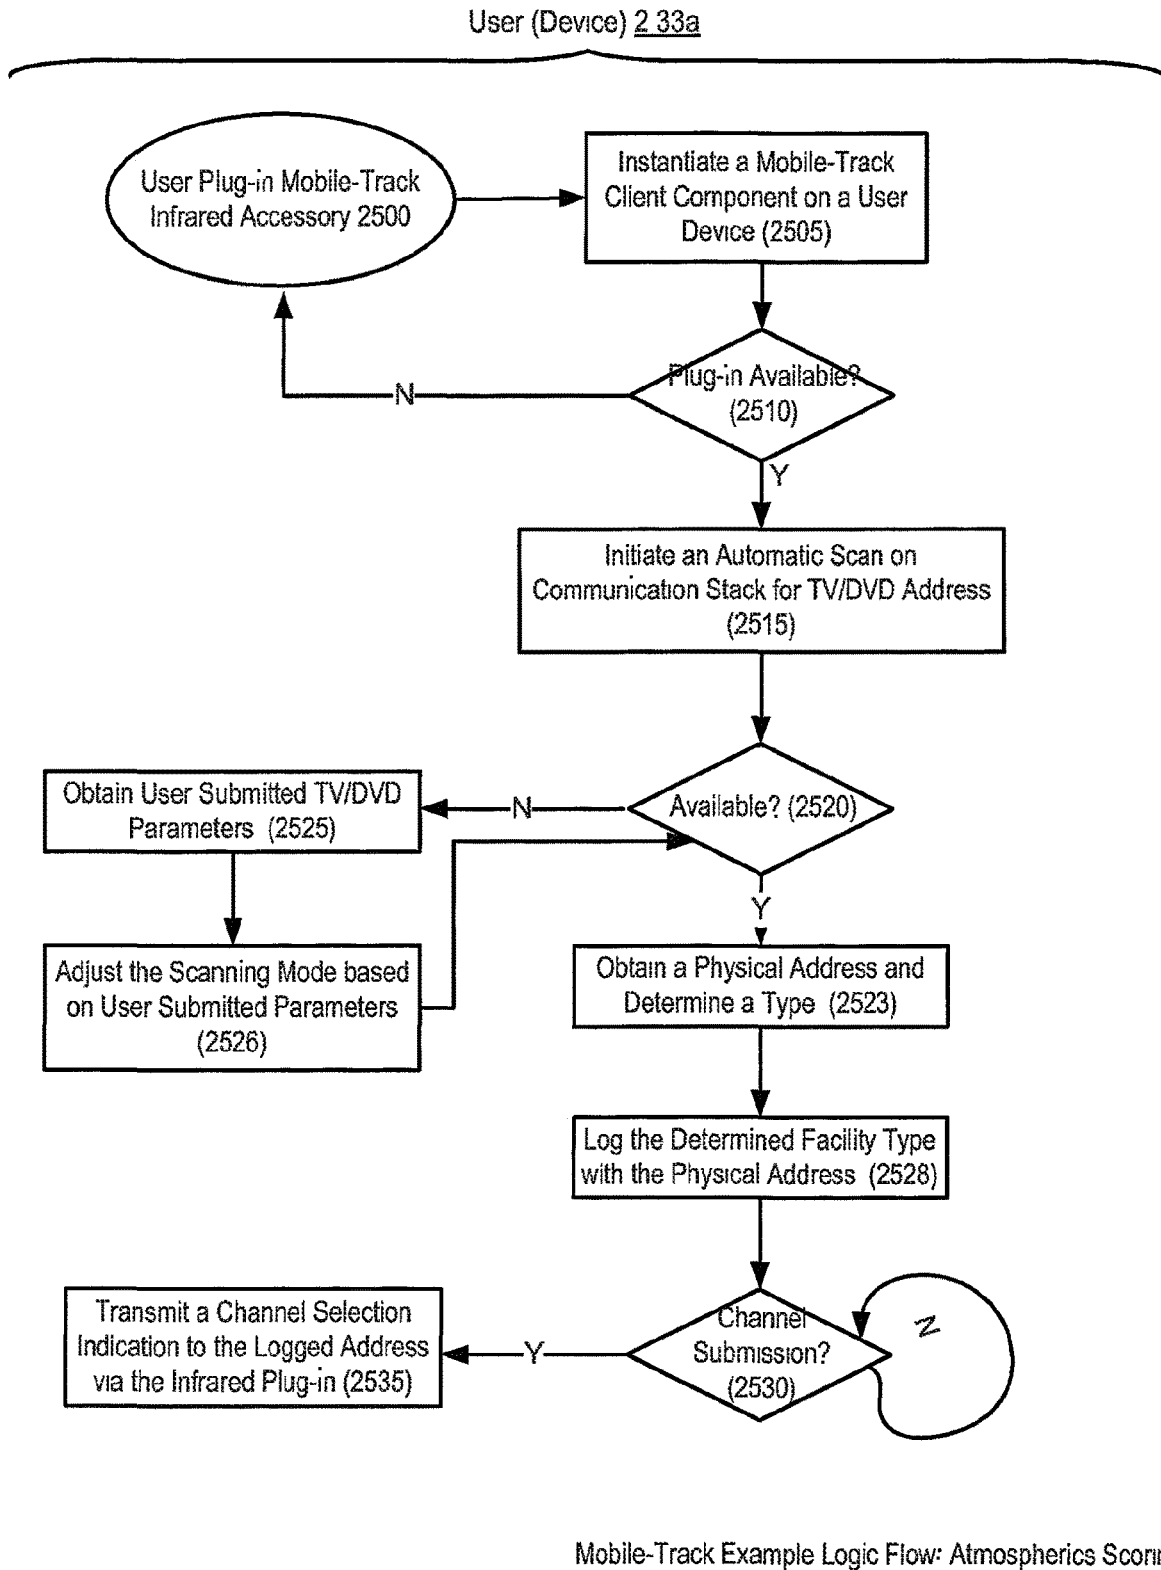 User (Device) 2 33a
User Plug-in Mobile-Track
Infrared Accessory 2500
Instantiate a Mobile-Track
Client Component on a User
Device (2505)
Plug-in Available?
(2510)
N
Y
Initiate an Automatic Scan on
Communication Stack for TV/DVD Address
(2515)
Available? (2520)
N
Obtain User Submitted TV/DVD
Parameters (2525)
Adjust the Scanning Mode based
on User Submitted Parameters
(2526)
Y
Obtain a Physical Address and
Determine a Type (2523)
Log the Determined Facility Type
with the Physical Address (2528)
Channel
Submission?
(2530)
N
Y
Transmit a Channel Selection
Indication to the Logged Address
via the Infrared Plug-in (2535)
Mobile-Track Example Logic Flow: Atmospherics